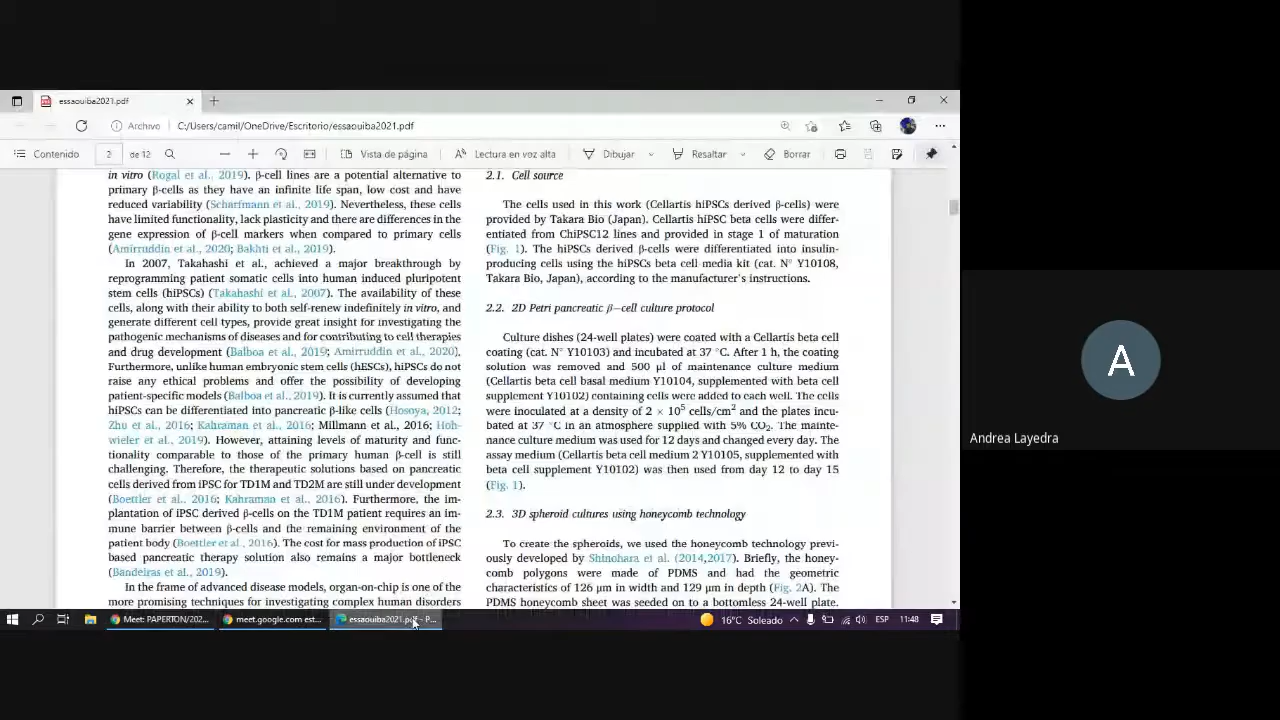 essaouiba2021.pdf
Archivo C:/Users/camil/OneDrive/Escritorio/essaouiba2021.pdf
Contenido 2 de 12 Vista de página Lectura en voz alta Dibujar Resaltar Borrar
in vitro (Rogal et al., 2019). β-cell lines are a potential alternative to
primary β-cells as they have an infinite life span, low cost and have
reduced variability (Scharfmann et al., 2019). Nevertheless, these cells
have limited functionality, lack plasticity and there are differences in the
gene expression of β-cell markers when compared to primary cells
(Amirruddin et al., 2020; Bakhti et al., 2019).
In 2007, Takahashi et al., achieved a major breakthrough by
reprogramming patient somatic cells into human induced pluripotent
stem cells (hiPSCs) (Takahashi et al., 2007). The availability of these
cells, along with their ability to both self-renew indefinitely in vitro, and
generate different cell types, provide great insight for investigating the
pathogenic mechanisms of diseases and for contributing to cell therapies
and drug development (Balboa et al., 2019; Amirruddin et al., 2020).
Furthermore, unlike human embryonic stem cells (hESCs), hiPSCs do not
raise any ethical problems and offer the possibility of developing
patient-specific models (Balboa et al., 2019). It is currently assumed that
hiPSCs can be differentiated into pancreatic β-like cells (Hosoya, 2012;
Zhu et al., 2016; Kahraman et al., 2016; Millmann et al., 2016; Hoh-
wieler et al., 2019). However, attaining levels of maturity and func-
tionality comparable to those of the primary human β-cell is still
challenging. Therefore, the therapeutic solutions based on pancreatic
cells derived from iPSC for TD1M and TD2M are still under development
(Boettler et al., 2016; Kahraman et al., 2016). Furthermore, the im-
plantation of iPSC derived β-cells on the TD1M patient requires an im-
mune barrier between β-cells and the remaining environment of the
patient body (Boettler et al., 2016). The cost for mass production of iPSC
based pancreatic therapy solution also remains a major bottleneck
(Bandeiras et al., 2019).
In the frame of advanced disease models, organ-on-chip is one of the
more promising techniques for investigating complex human disorders
2.1. Cell source
The cells used in this work (Cellartis hiPSCs derived β-cells) were
provided by Takara Bio (Japan). Cellartis hiPSC beta cells were differ-
entiated from ChiPSC12 lines and provided in stage 1 of maturation
(Fig. 1). The hiPSCs derived β-cells were differentiated into insulin-
producing cells using the hiPSCs beta cell media kit (cat. N° Y10108,
Takara Bio, Japan), according to the manufacturer's instructions.
2.2. 2D Petri pancreatic β−cell culture protocol
Culture dishes (24-well plates) were coated with a Cellartis beta cell
coating (cat. N° Y10103) and incubated at 37 °C. After 1 h, the coating
solution was removed and 500 μl of maintenance culture medium
(Cellartis beta cell basal medium Y10104, supplemented with beta cell
supplement Y10102) containing cells were added to each well. The cells
were inoculated at a density of 2 × 10⁵ cells/cm² and the plates incu-
bated at 37 °C in an atmosphere supplied with 5% CO₂. The mainte-
nance culture medium was used for 12 days and changed every day. The
assay medium (Cellartis beta cell medium 2 Y10105, supplemented with
beta cell supplement Y10102) was then used from day 12 to day 15
(Fig. 1).
2.3. 3D spheroid cultures using honeycomb technology
To create the spheroids, we used the honeycomb technology previ-
ously developed by Shinohara et al. (2014,2017). Briefly, the honey-
comb polygons were made of PDMS and had the geometric
characteristics of 126 μm in width and 129 μm in depth (Fig. 2A). The
PDMS honeycomb sheet was seeded on to a bottomless 24-well plate.
A
Andrea Layedra
Meet: PAPERTON/202... meet.google.com est... essaouiba2021.pdf - P... 16°C Soleado ESP 11:48